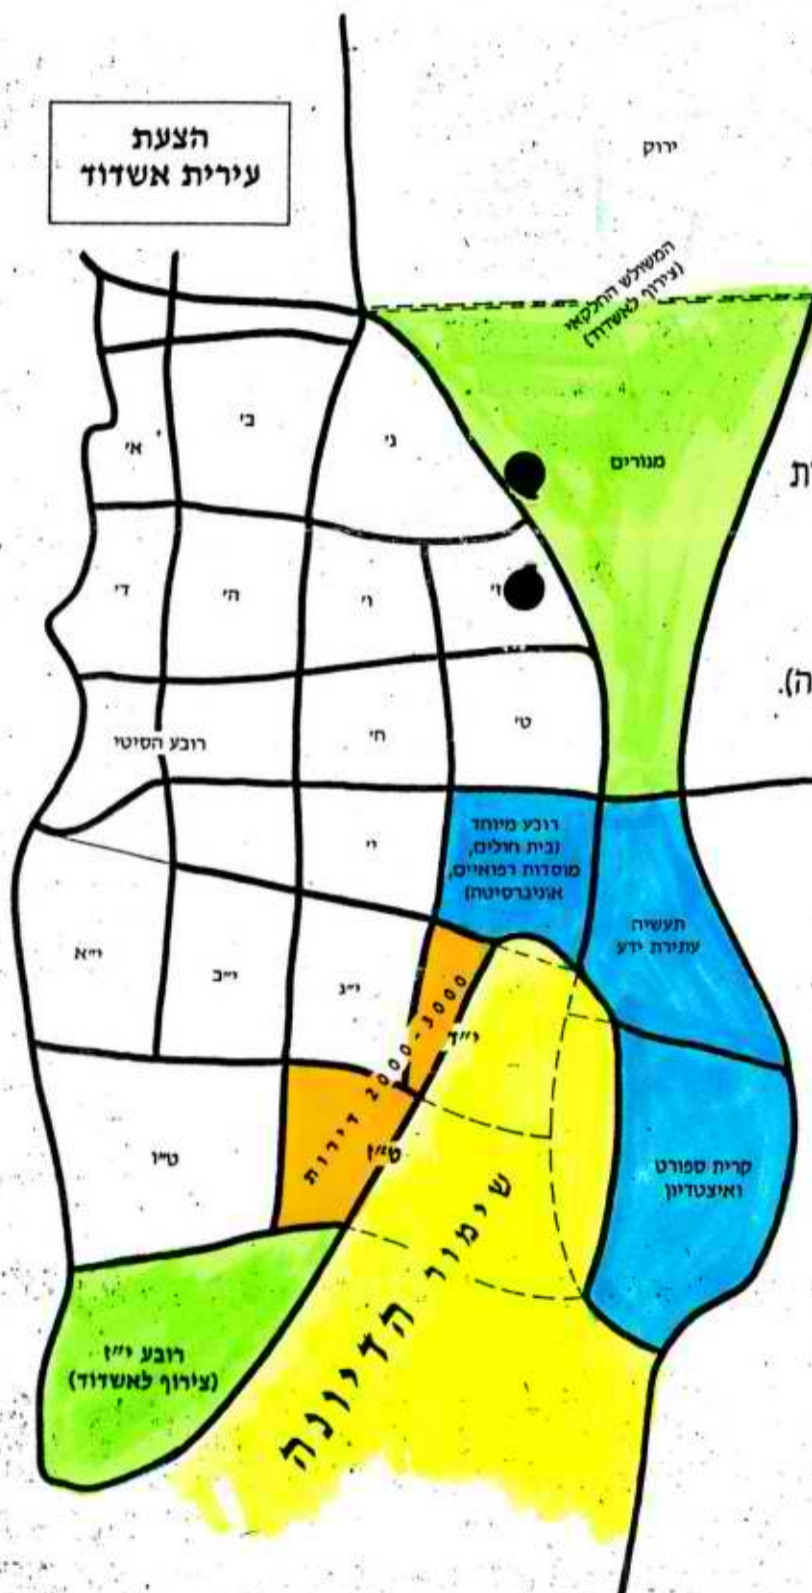 הצעת
עירית אשדוד
ירוק
המשולש החקלאי
(צירוף לאשדוד)
א'
ב'
ג'
מגורים
ת
ד'
ה'
ו'
ז'
ה).
רובע הסיטי
ח'
ט'
י'
רובע מיוחד
(בית חולים,
מוסדות רפואיים,
אוניברסיטה)
תעשיה
עתירת ידע
י"א
י"ב
י"ג
י"ד
2000-3000 דירות
ט"ו
ט"ז
קרית ספורט
ואיצטדיון
שימור הדיונה
רובע י"ז
(צירוף לאשדוד)